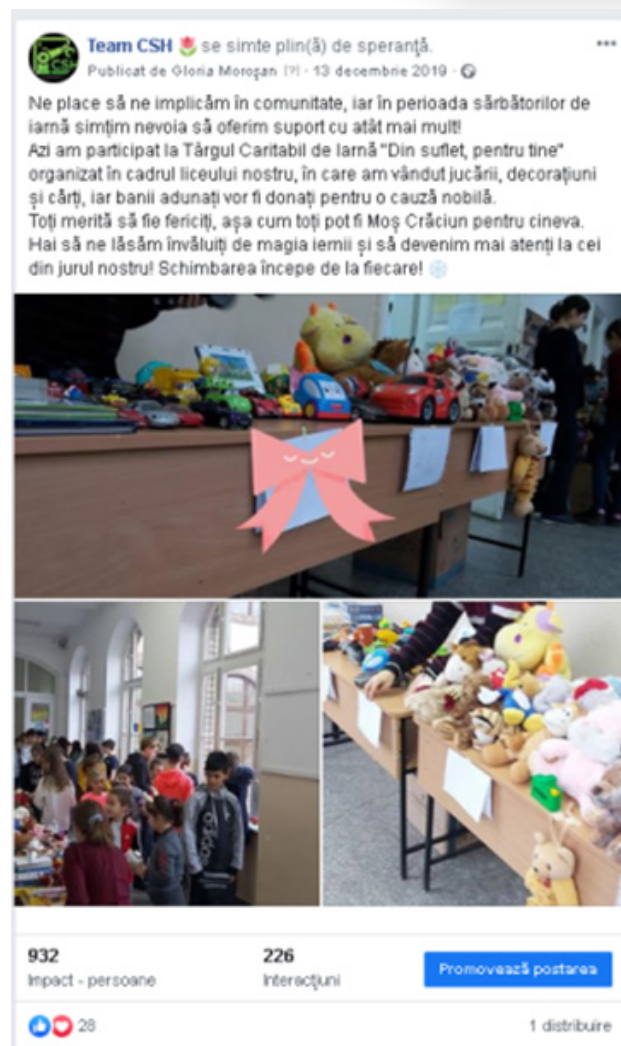 Team CSH 🌷 se simte plin(ă) de speranță.
Publicat de Gloria Moroșan [?] · 13 decembrie 2019 ·
Ne place să ne implicăm în comunitate, iar în perioada sărbătorilor de
iarnă simțim nevoia să oferim suport cu atât mai mult!
Azi am participat la Târgul Caritabil de Iarnă "Din suflet, pentru tine"
organizat în cadrul liceului nostru, în care am vândut jucării, decorațiuni
și cărți, iar banii adunați vor fi donați pentru o cauză nobilă.
Toți merită să fie fericiți, așa cum toți pot fi Moș Crăciun pentru cineva.
Hai să ne lăsăm învăluiți de magia iernii și să devenim mai atenți la cei
din jurul nostru! Schimbarea începe de la fiecare! ❄️
932
Impact - persoane
226
Interacțiuni
Promovează postarea
28
1 distribuire